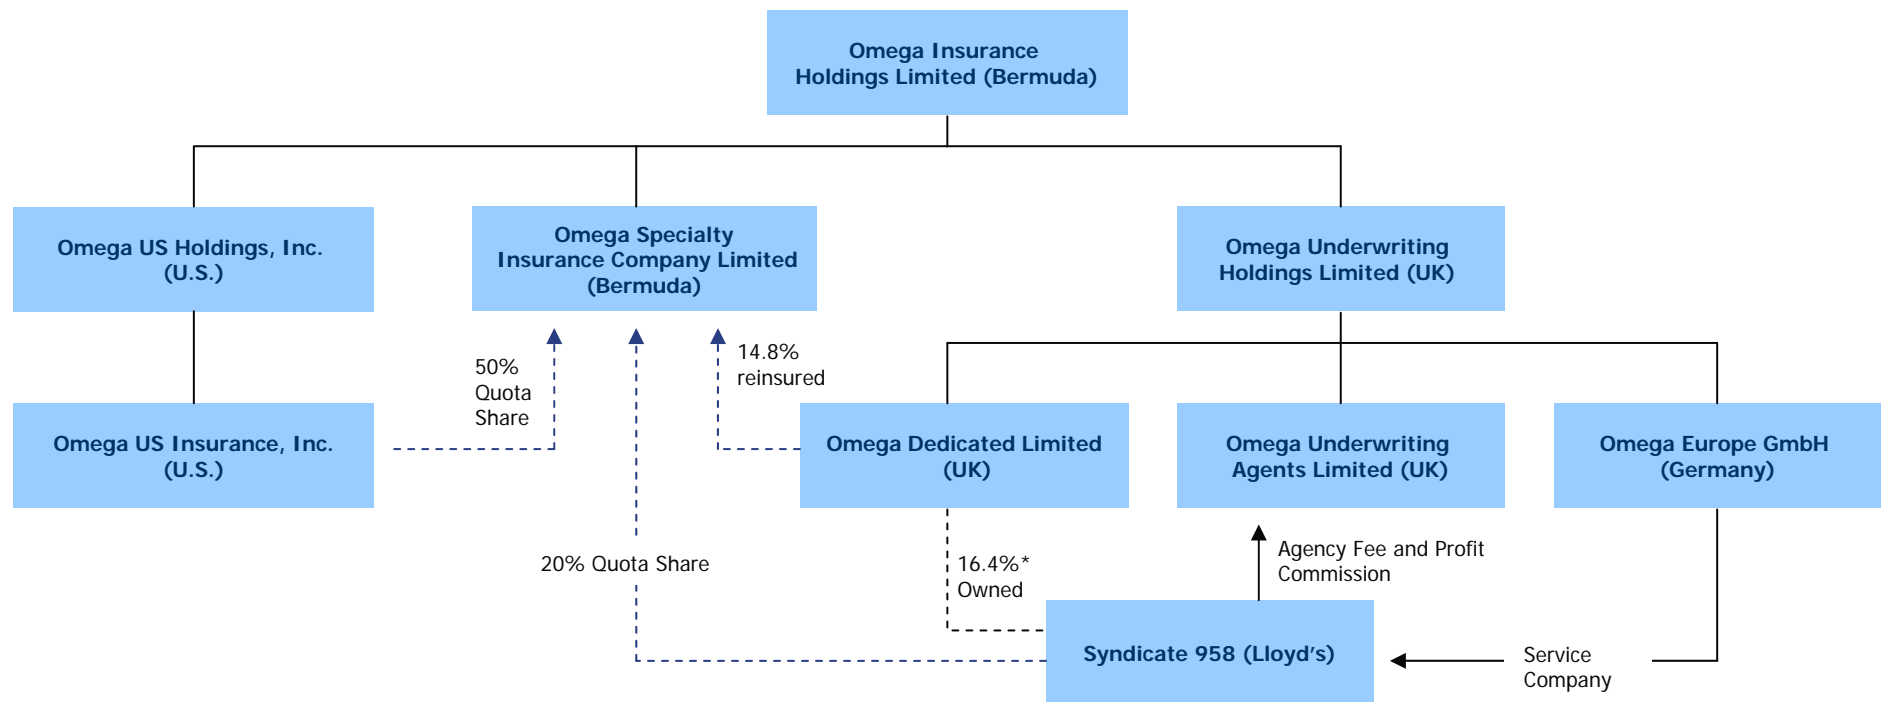 Omega Insurance
Holdings Limited (Bermuda)
Omega US Holdings, Inc.
(U.S.)
Omega Specialty
Insurance Company Limited
(Bermuda)
Omega Underwriting
Holdings Limited (UK)
50%
Quota
Share
14.8%
reinsured
Omega US Insurance, Inc.
(U.S.)
Omega Dedicated Limited
(UK)
Omega Underwriting
Agents Limited (UK)
Omega Europe GmbH
(Germany)
20% Quota Share
16.4%*
Owned
Agency Fee and Profit
Commission
Syndicate 958 (Lloyd's)
Service
Company